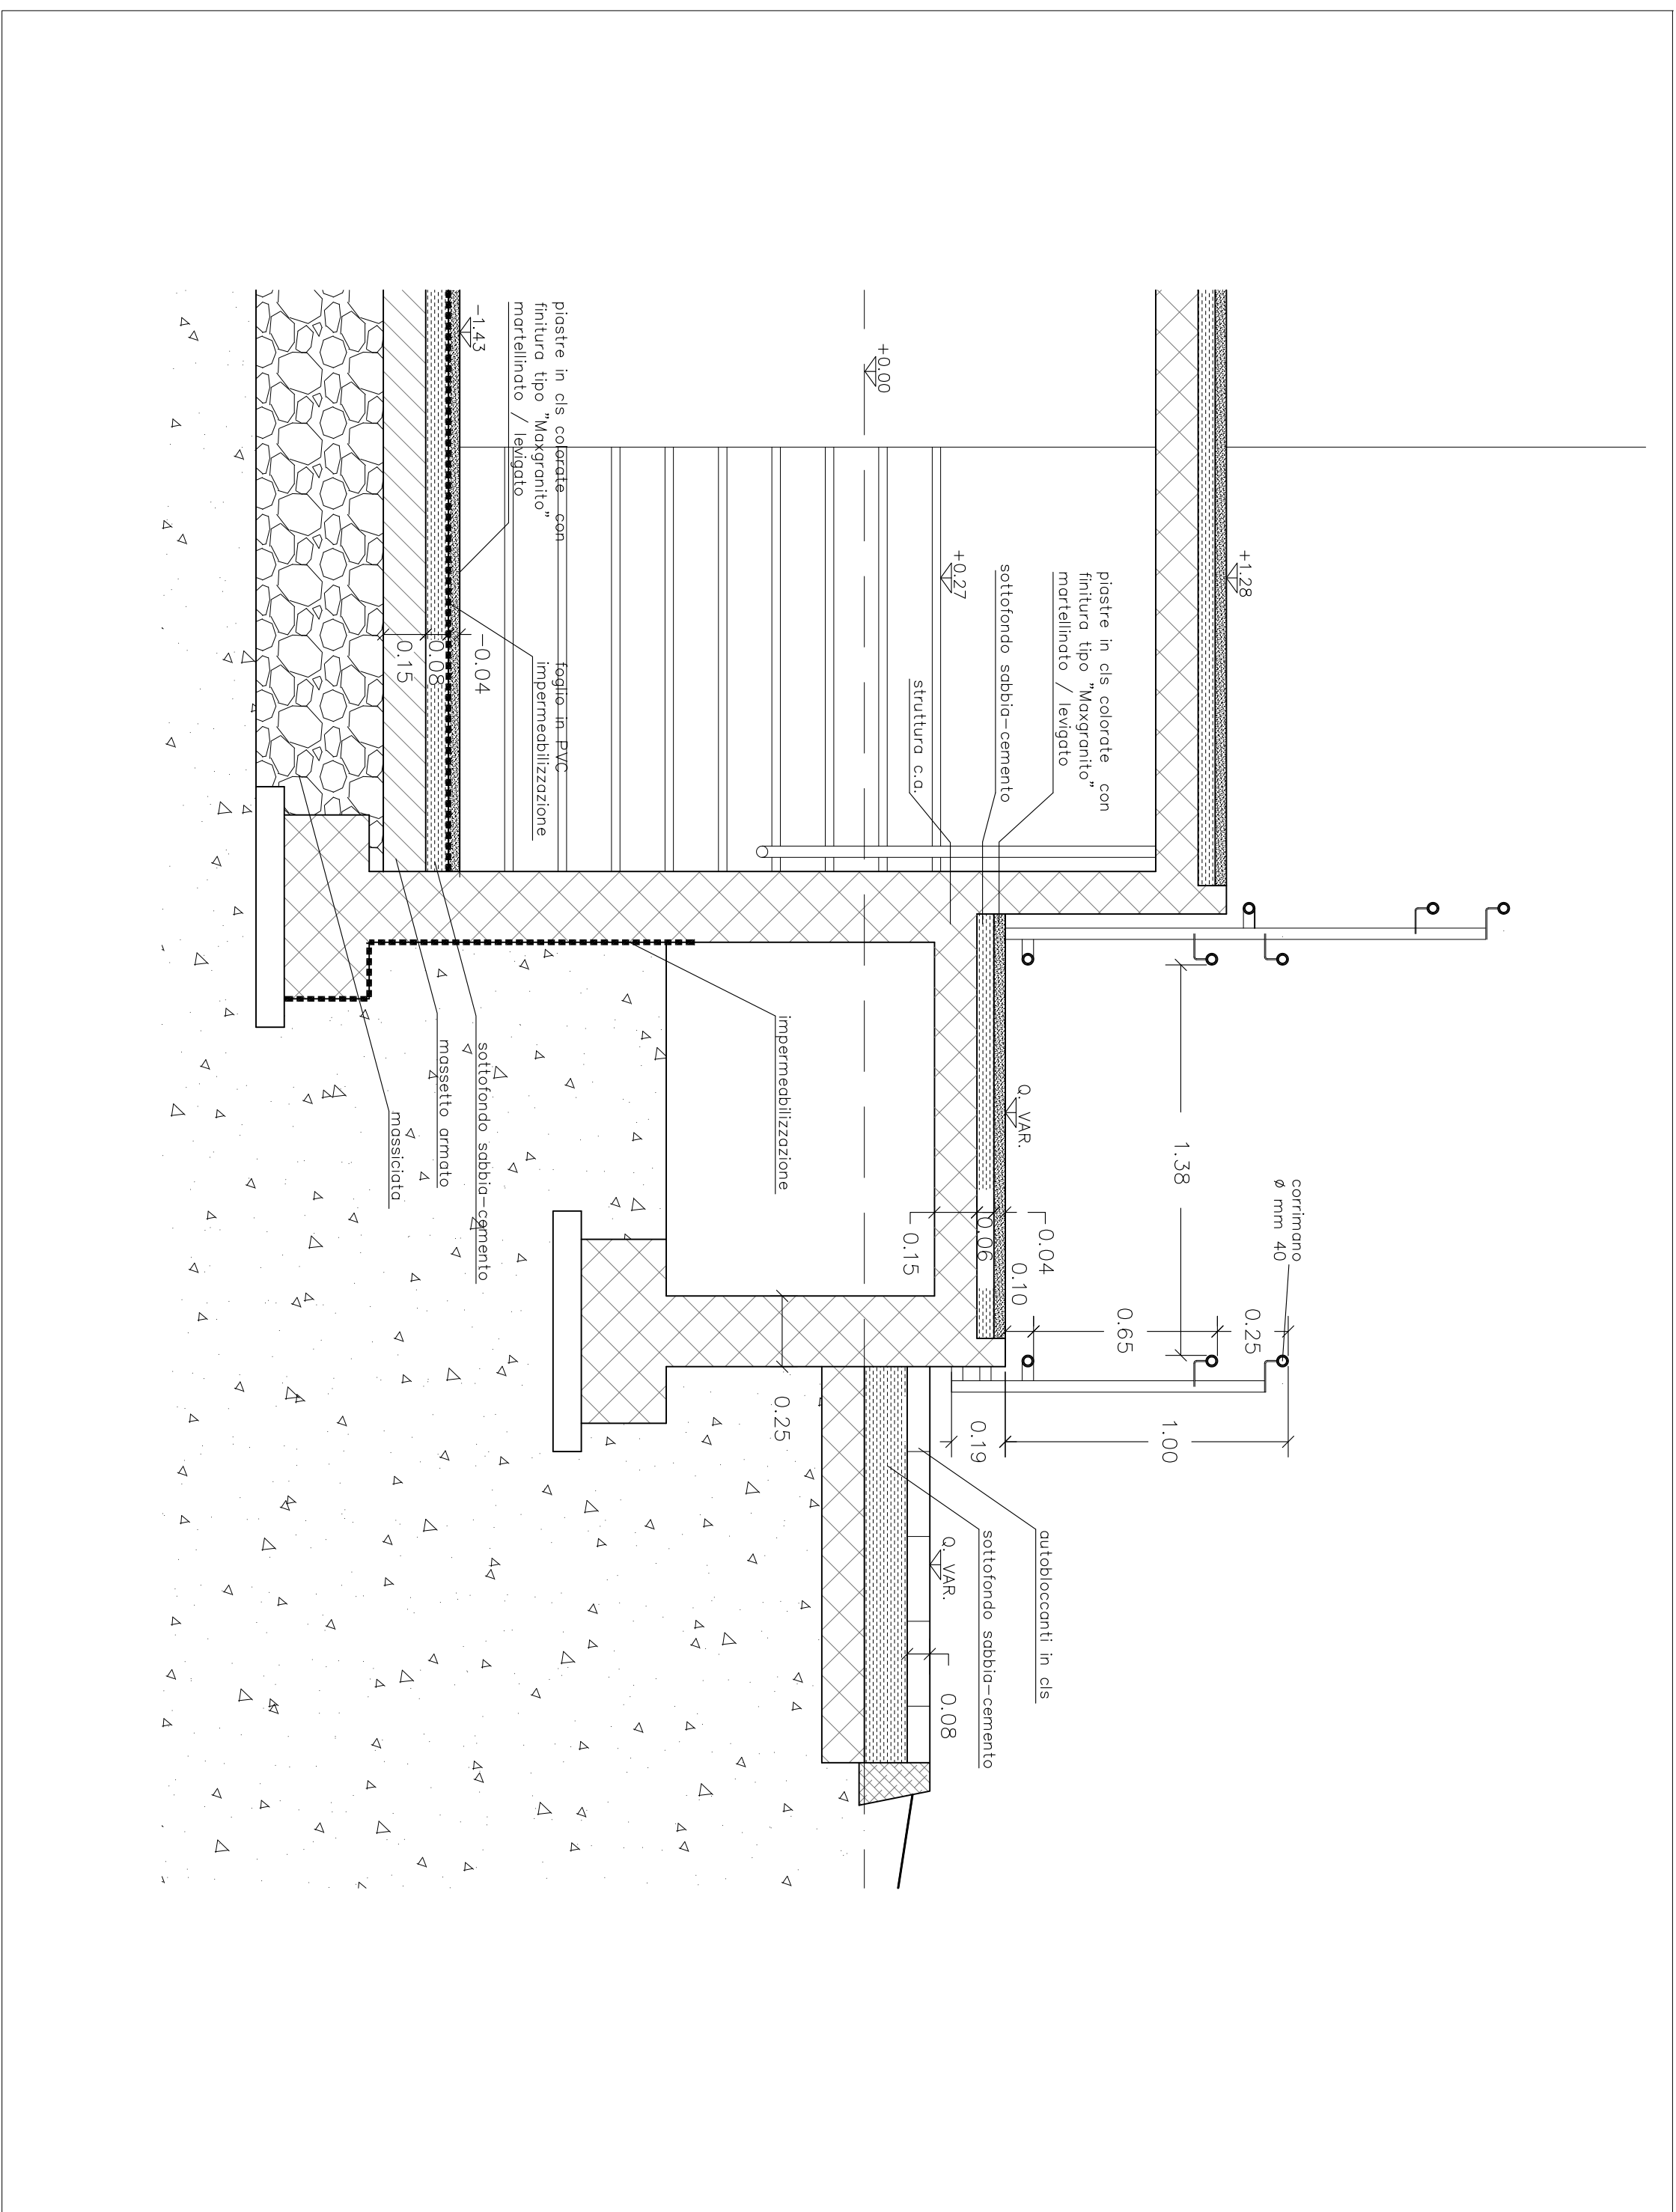 corrimano
ø mm 40
+1.28
0.25
0.65
1.38
1.00
piastre in cls colorate con
finitura tipo "Maxgranito"
martellinato / levigato
sottofondo sabbia-cemento
struttura c.a.
+0.27
+0.00
Q. VAR.
0.04
0.10
0.06
0.15
0.19
autobloccanti in cls
sottofondo sabbia-cemento
Q. VAR.
0.08
impermeabilizzazione
0.25
piastre in cls colorate con
finitura tipo "Maxgranito"
martellinato / levigato
foglio in PVC
impermeabilizzazione
-1.43
-0.04
0.08
0.15
sottofondo sabbia-cemento
massetto armato
massiciata